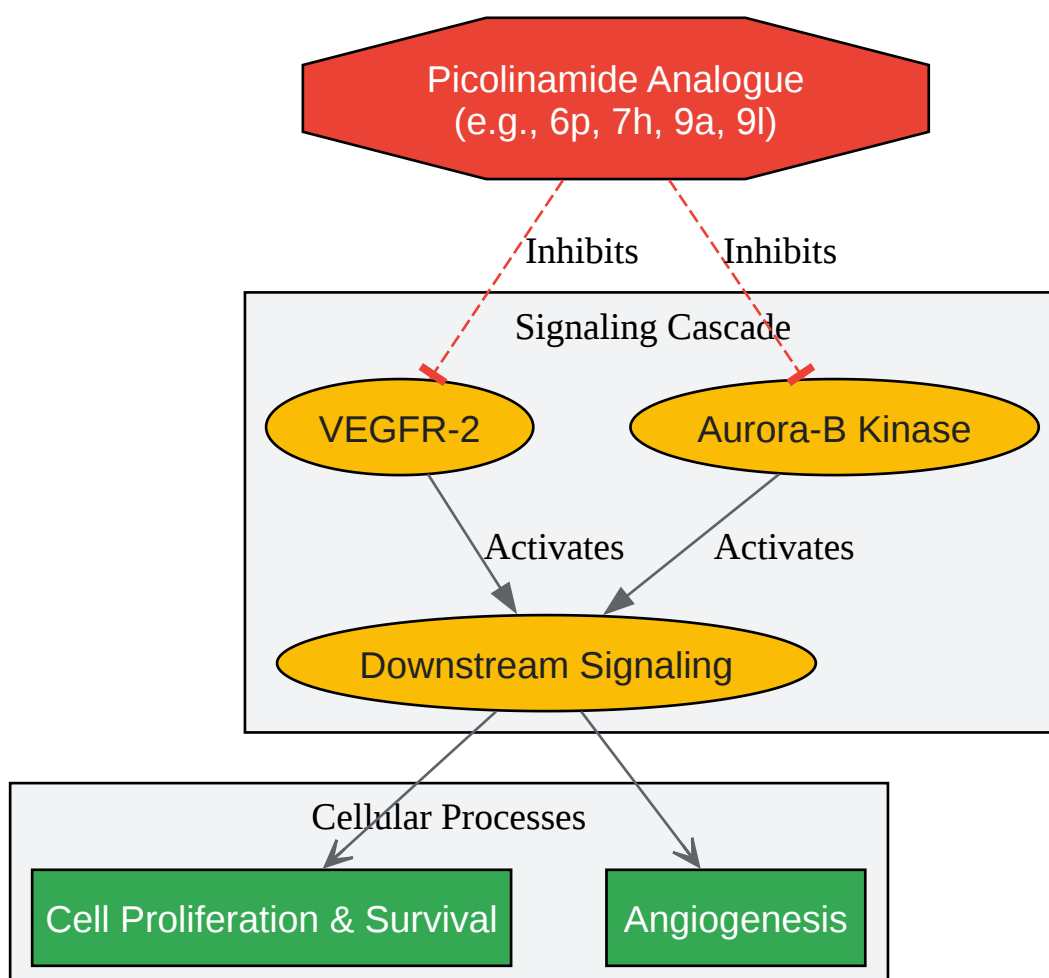 Picolinamide Analogue
(e.g., 6p, 7h, 9a, 9l)
Inhibits
Inhibits
Signaling Cascade
VEGFR-2
Aurora-B Kinase
Activates
Activates
Downstream Signaling
Cellular Processes
Cell Proliferation & Survival
Angiogenesis